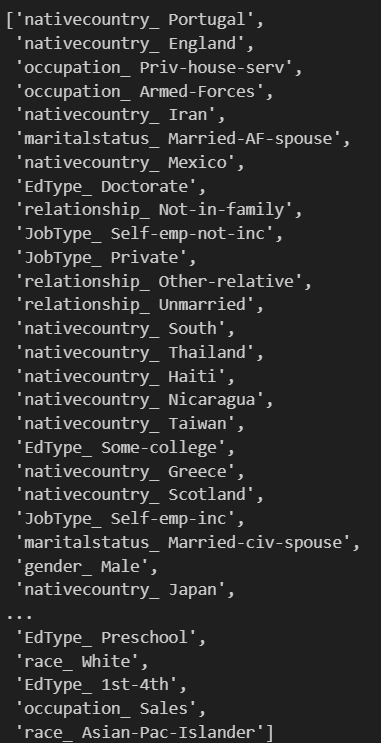 ['nativecountry_ Portugal',
'nativecountry_ England',
'occupation_ Priv-house-serv',
'occupation_ Armed-Forces',
'nativecountry_ Iran',
'maritalstatus_ Married-AF-spouse',
'nativecountry_ Mexico',
'EdType_ Doctorate',
'relationship_ Not-in-family',
'JobType_ Self-emp-not-inc',
'JobType_ Private',
'relationship_ Other-relative',
'relationship_ Unmarried',
'nativecountry_ South',
'nativecountry_ Thailand',
'nativecountry_ Haiti',
'nativecountry_ Nicaragua',
'nativecountry_ Taiwan',
'EdType_ Some-college',
'nativecountry_ Greece',
'nativecountry_ Scotland',
'JobType_ Self-emp-inc',
'maritalstatus_ Married-civ-spouse',
'gender_ Male',
'nativecountry_ Japan',
...
'EdType_ Preschool',
'race_ White',
'EdType_ 1st-4th',
'occupation_ Sales',
'race_ Asian-Pac-Islander']